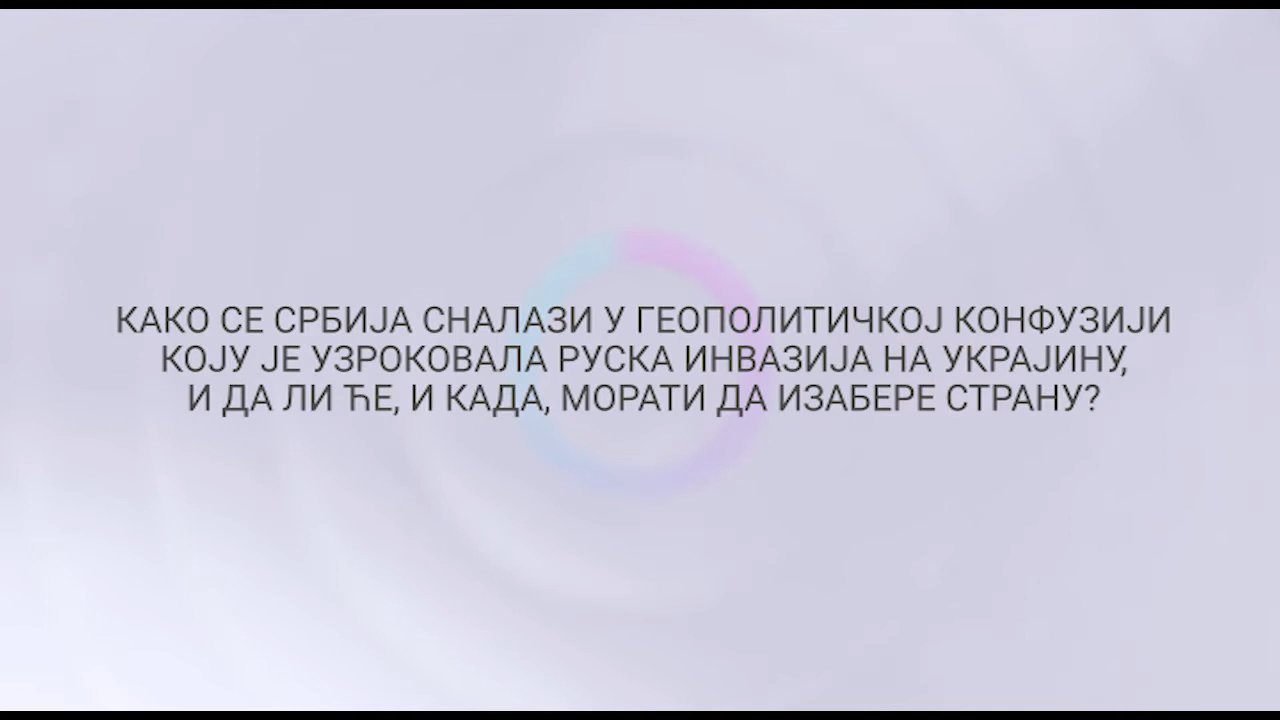 КАКО СЕ СРБИЈА СНАЛАЗИ У ГЕОПОЛИТИЧКОЈ КОНФУЗИЈИ
КОЈУ ЈЕ УЗРОКОВАЛА РУСКА ИНВАЗИЈА НА УКРАЈИНУ,
И ДА ЛИ ЋЕ, И КАДА, МОРАТИ ДА ИЗАБЕРЕ СТРАНУ?